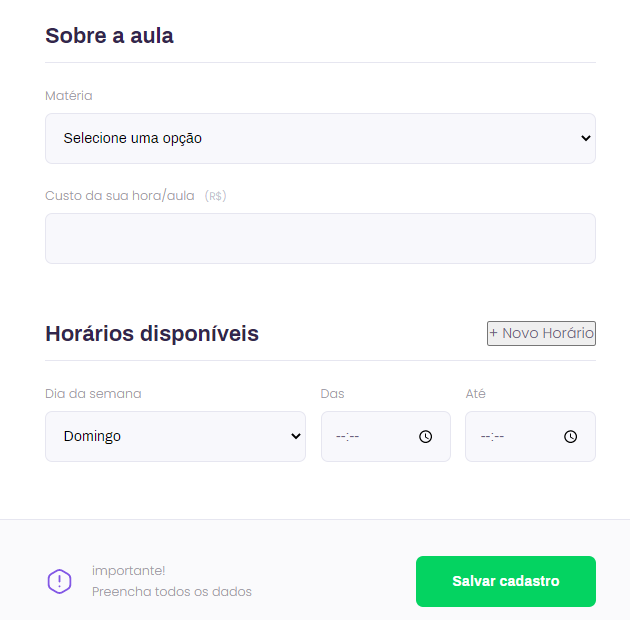 Sobre a aula
Matéria
Selecione uma opção
Custo da sua hora/aula (R$)
Horários disponíveis
+ Novo Horário
Dia da semana
Das
Até
Domingo
--:--
--:--
importante!
Preencha todos os dados
Salvar cadastro